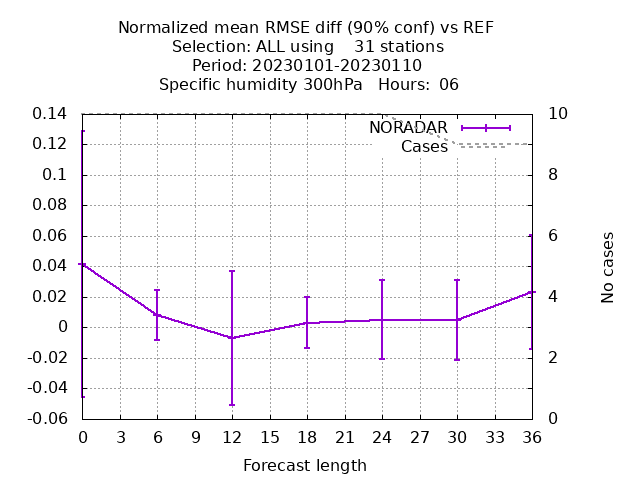 Normalized mean RMSE diff (90% conf) vs REF
Selection: ALL using    31 stations
Period: 20230101-20230110
Specific humidity 300hPa   Hours:  06
0.14
0.12
0.1
0.08
0.06
0.04
0.02
0
-0.02
-0.04
-0.06
NORADAR
Cases
10
8
6
4
2
0
No cases
0 3 6 9 12 15 18 21 24 27 30 33 36
Forecast length